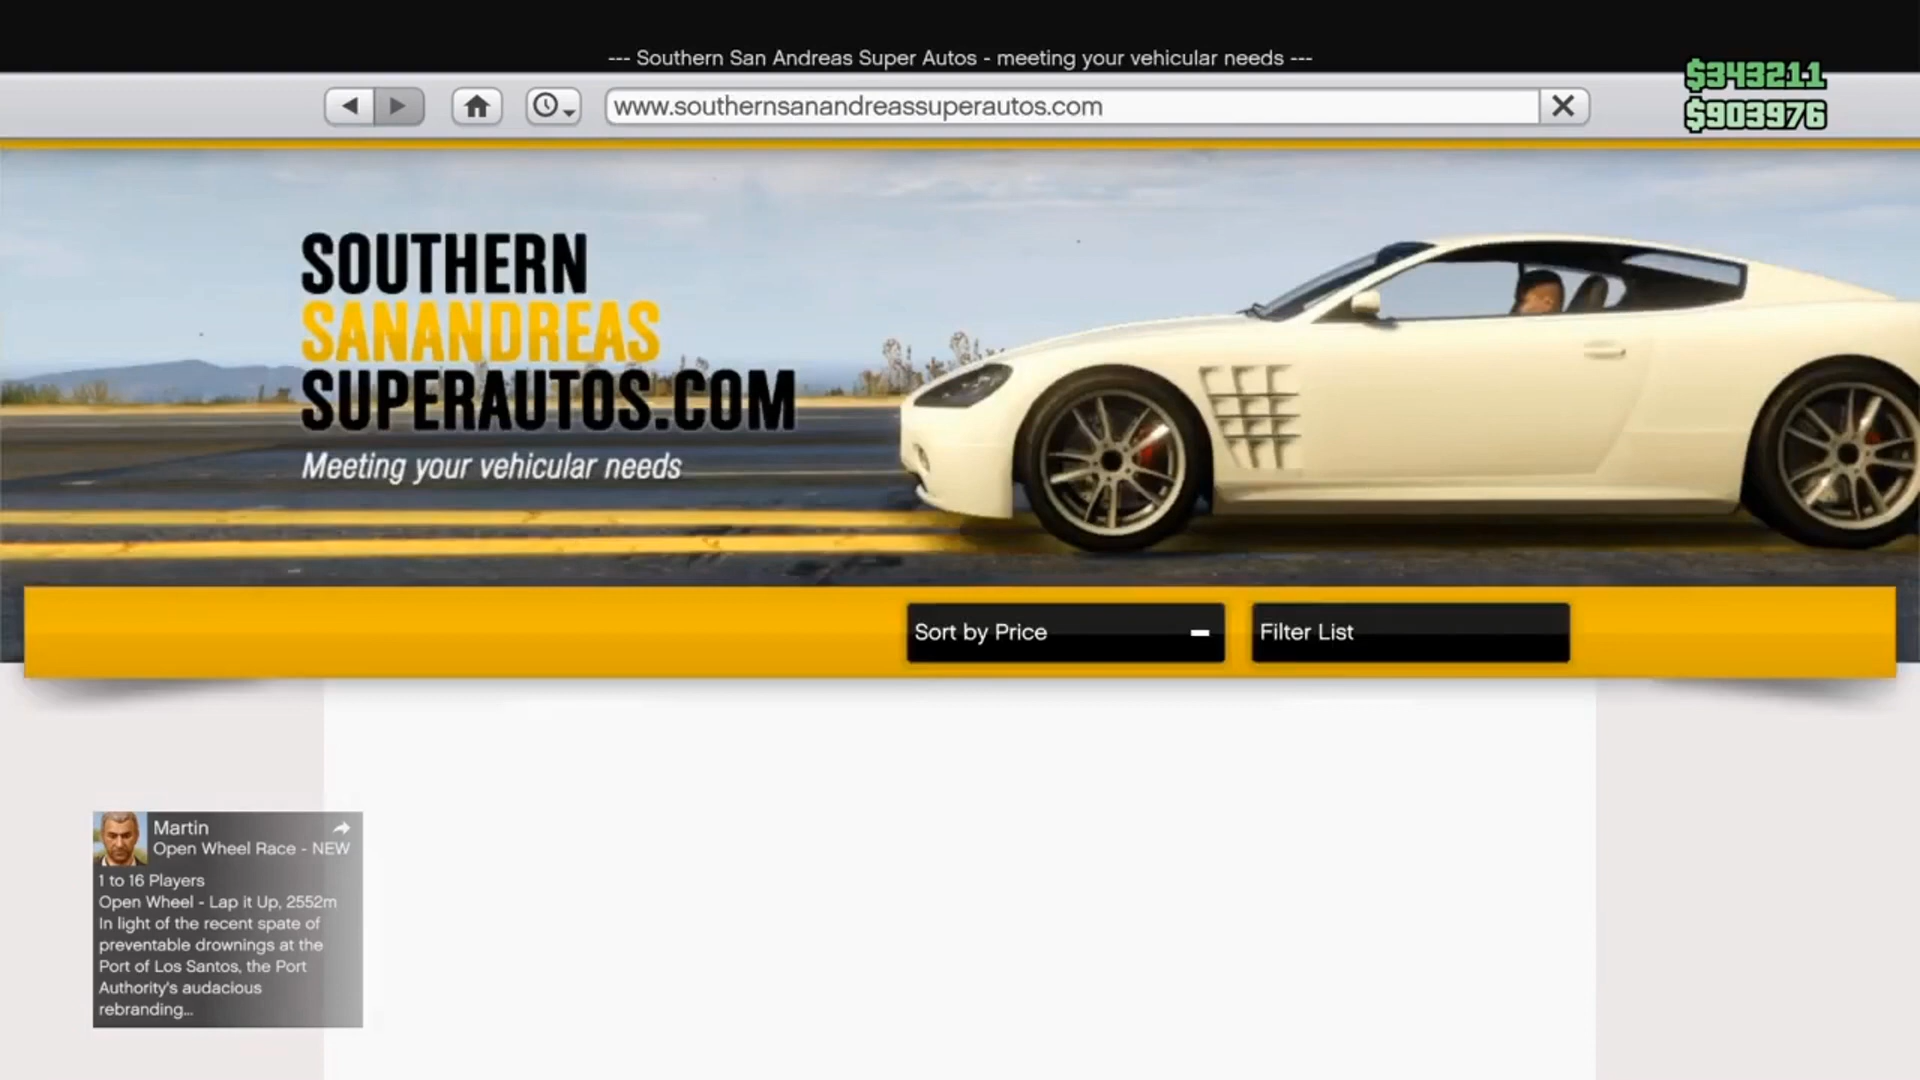 --- Southern San Andreas Super Autos - meeting your vehicular needs ---
$343211
www.southernsanandreassuperautos.com
$903976
SOUTHERN
SANANDREAS
SUPERAUTOS.COM
Meeting your vehicular needs
Sort by Price
Filter List
Martin
Open Wheel Race - NEW
1 to 16 Players
Open Wheel - Lap it Up, 2552m
In light of the recent spate of
preventable drownings at the
Port of Los Santos, the Port
Authority's audacious
rebranding...